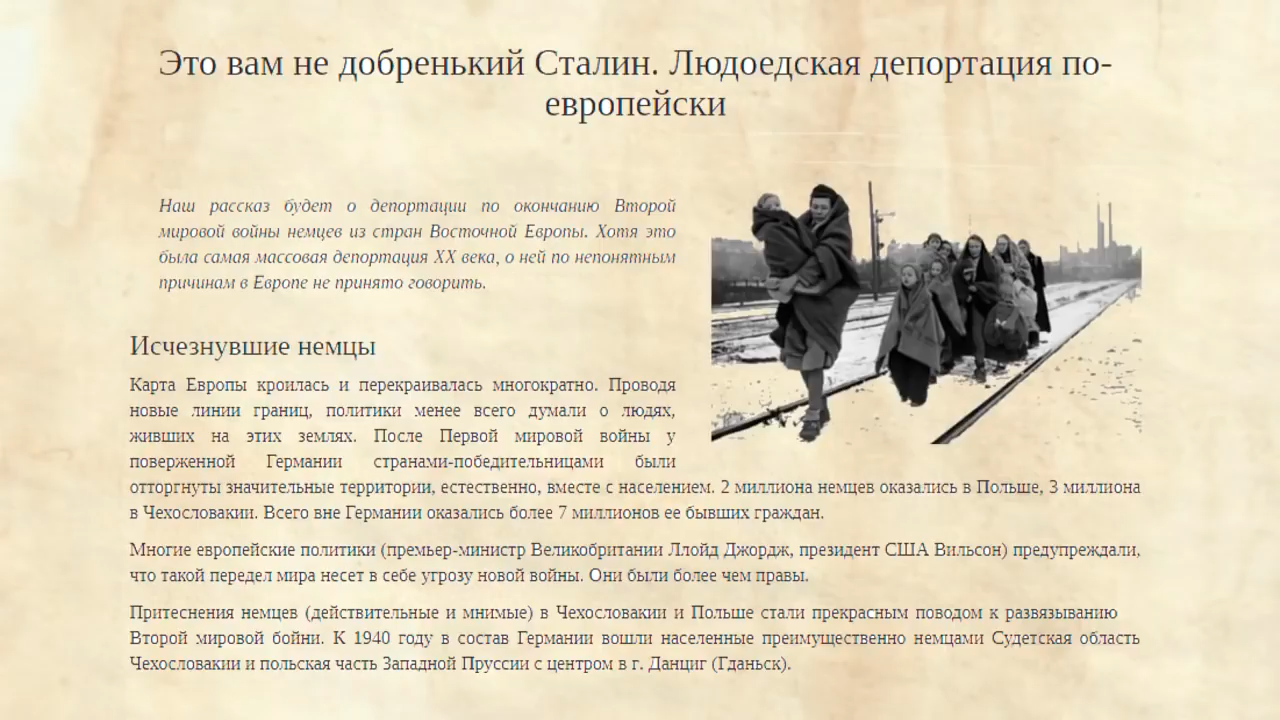 Это вам не добренький Сталин. Людоедская депортация по-
европейски
Наш рассказ будет о депортации по окончанию Второй
мировой войны немцев из стран Восточной Европы. Хотя это
была самая массовая депортация XX века, о ней по непонятным
причинам в Европе не принято говорить.
Исчезнувшие немцы
Карта Европы кроилась и перекраивалась многократно. Проводя
новые линии границ, политики менее всего думали о людях,
живших на этих землях. После Первой мировой войны у
поверженной Германии странами-победительницами были
отторгнуты значительные территории, естественно, вместе с населением. 2 миллиона немцев оказались в Польше, 3 миллиона
в Чехословакии. Всего вне Германии оказались более 7 миллионов ее бывших граждан.
Многие европейские политики (премьер-министр Великобритании Ллойд Джордж, президент США Вильсон) предупреждали,
что такой передел мира несет в себе угрозу новой войны. Они были более чем правы.
Притеснения немцев (действительные и мнимые) в Чехословакии и Польше стали прекрасным поводом к развязыванию
Второй мировой бойни. К 1940 году в состав Германии вошли населенные преимущественно немцами Судетская область
Чехословакии и польская часть Западной Пруссии с центром в г. Данциг (Гданьск).